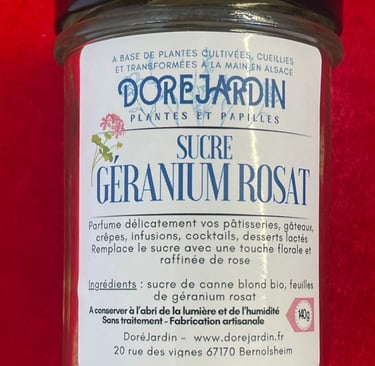 A BASE DE PLANTES CULTIVÉES, CUEILLIES
ET TRANSFORMÉES A LA MAIN EN ALSACE
DOREJARDIN
PLANTES ET PAPILLES
SUCRE
GÉRANIUM ROSAT
Parfume délicatement vos pâtisseries, gâteaux,
crêpes, infusions, cocktails, desserts lactés
Remplace le sucre avec une touche florale et
raffinée de rose
Ingrédients : sucre de canne blond bio, feuilles
de géranium rosat
A conserver à l'abri de la lumière et de l'humidité
Sans traitement - Fabrication artisanale
140g
DoréJardin - www.dorejardin.fr
20 rue des vignes 67170 Bernolsheim